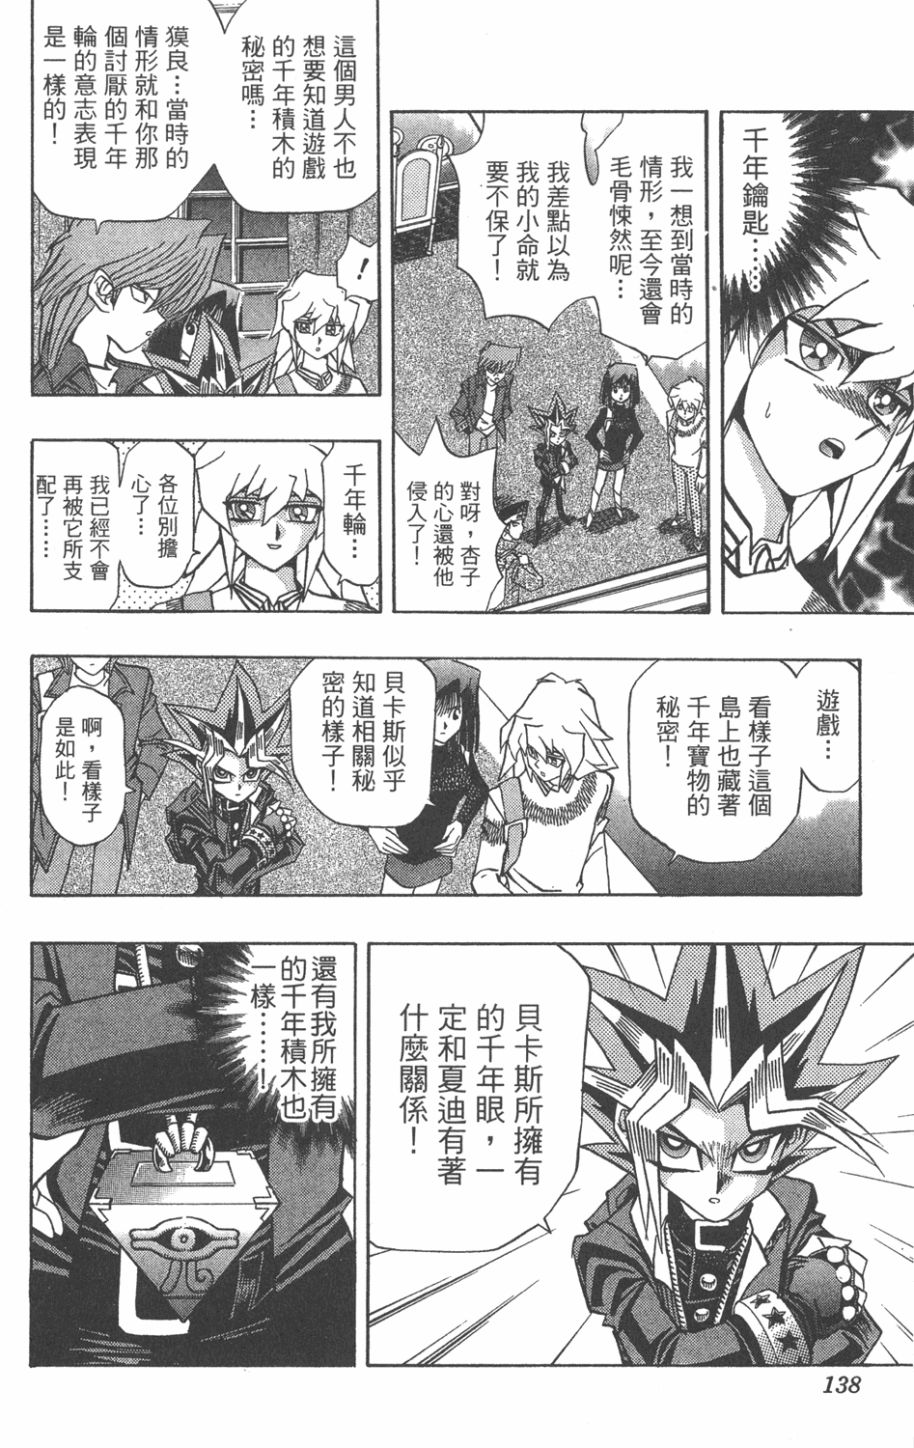 千年鑰匙……
我一想到當時的
情形，至今還會
毛骨悚然呢…
我差點以為
我的小命就
要不保了！
對呀，杏子
的心還被他
侵入了！
這個男人不也
想要知道遊戲
的千年積木的
秘密嗎…
獏良…當時的
情形就和你那
個討厭的千年
輪的意志表現
是一樣的！
！
千年輪…
各位別擔
心了…
我已經不會
再被它所支
配了……
遊戲…
看樣子這個
島上也藏著
千年寶物的
秘密！
貝卡斯似乎
知道相關秘
密的樣子！
啊，看樣子
是如此！
貝卡斯所擁有
的千年眼，一
定和夏迪有著
什麼關係！
還有我所擁有
的千年積木也
一樣……！
138